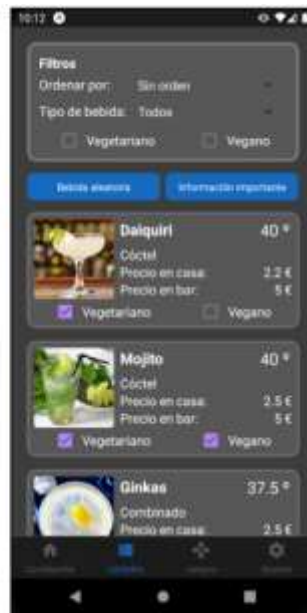 10:12
Filtros
Ordenar por: Sin orden
Tipo de bebida: Todos
Vegetariano Vegano
Bebida aleatoria Información importante
Daiquiri 40 º
Cóctel
Precio en casa: 2.2 €
Precio en bar: 5 €
Vegetariano Vegano
Mojito 40 º
Cóctel
Precio en casa: 2.5 €
Precio en bar: 5 €
Vegetariano Vegano
Ginkas 37.5 º
Combinado
Precio en casa: 2.5 €